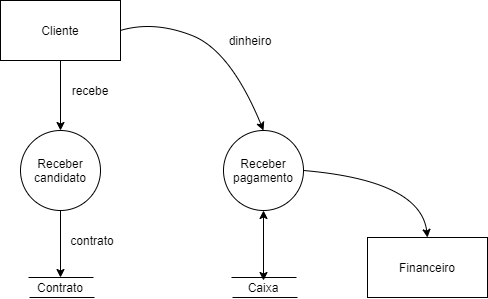 Cliente
dinheiro
recebe
Receber
candidato
Receber
pagamento
contrato
Financeiro
Contrato
Caixa